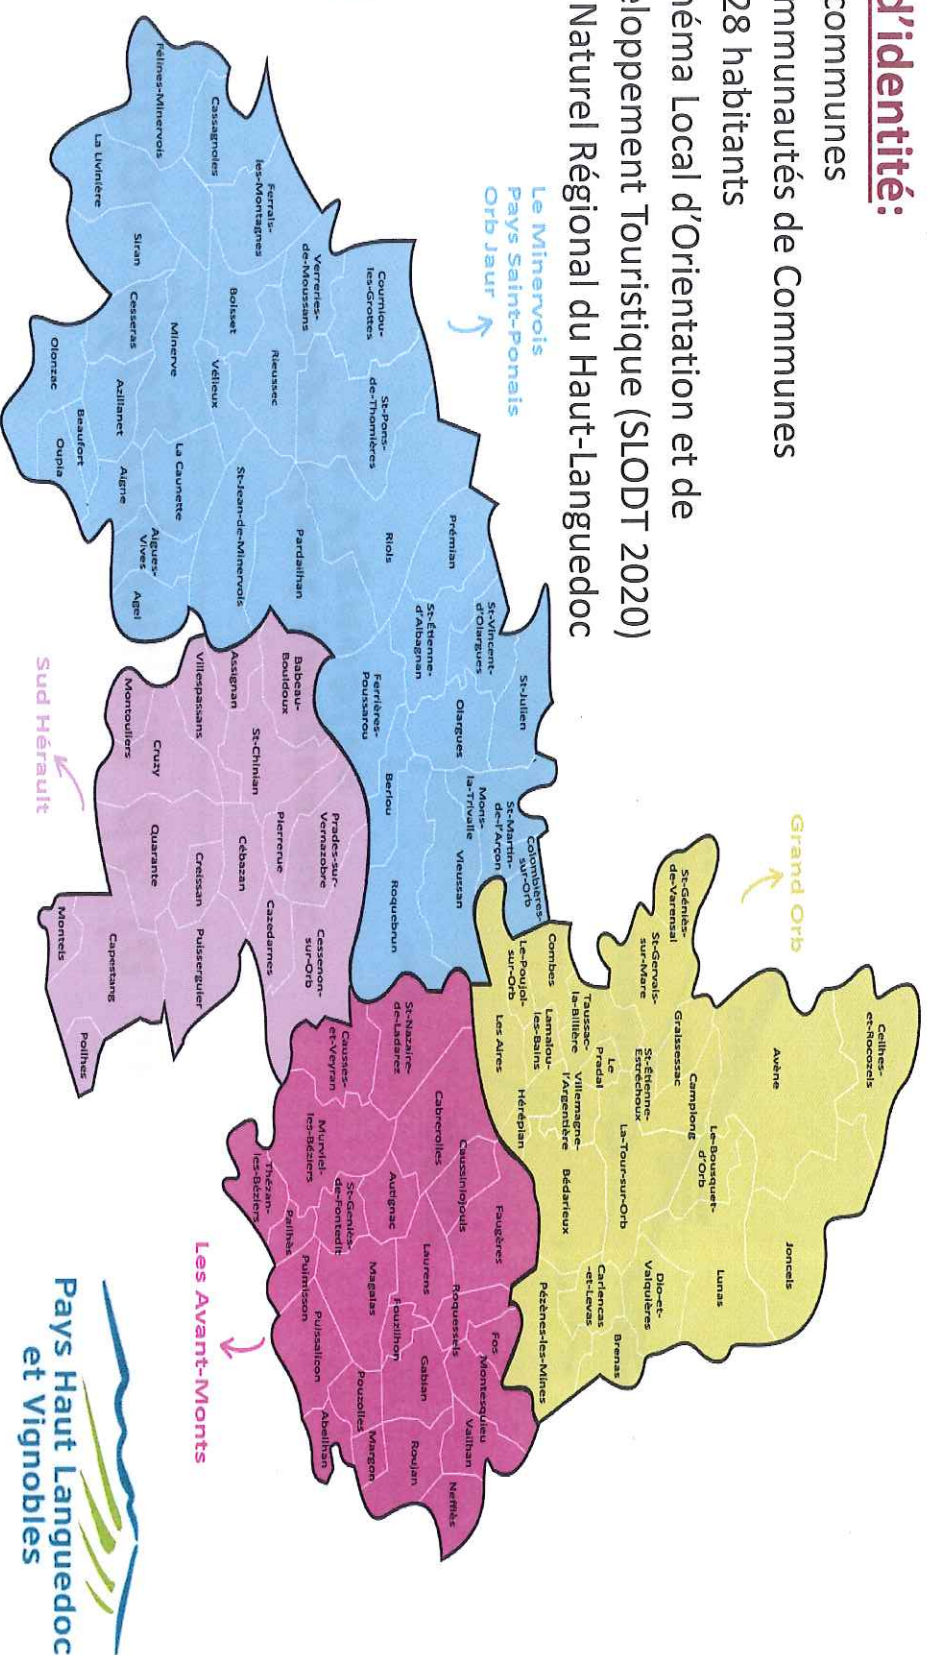 d'identité:
communes
mmunautés de Communes
28 habitants
néma Local d'Orientation et de
eloppement Touristique (SLODT 2020)
Naturel Régional du Haut-Languedoc
Grand Orb
Le Minervois
Pays Saint-Ponais
Orb Jaur
Ceilhes-
et-Rocozels
Avène
Joncels
St-Géniès-
de-Varensal
St-Gervais-
sur-Mare
Graissessac
Camplong
Le-Bousquet-
d'Orb
Lunas
St-Étienne-
Estréchoux
La-Tour-sur-Orb
Dio-et-
Valquières
Combes
Taussac-
la-Billière
Le
Pradal
Villemagne-
l'Argentière
Bédarieux
Carlencas
-et-Levas
Brenas
Le-Poujol-
sur-Orb
Lamalou-
les-Bains
Les Aires
Hérépian
Pézènes-les-Mines
Courniou-
les-Grottes
St-Pons-
de-Thomières
Prémian
St-Vincent-
d'Olargues
St-Julien
St-Martin-
de-l'Arçon
Colombières-
sur-Orb
Verreries-
de-Moussans
Riols
St-Étienne-
d'Albagnan
Olargues
Mons-
la-Trivalle
Vieussan
Ferrals-
les-Montagnes
Rieussec
Pardailhan
Ferrières-
Poussarou
Berlou
Roquebrun
Cassagnoles
Boisset
Vélieux
St-Jean-de-Minervois
Félines-Minervois
Minerve
La Caunette
Siran
Cesseras
Azillanet
Aigne
Aigues-
Vives
Agel
La Livinière
Olonzac
Beaufort
Oupia
Babeau-
Bouldoux
Prades-sur-
Vernazobre
Cessenon-
sur-Orb
Assignan
St-Chinian
Pierrerue
Cazedarnes
Villespassans
Cébazan
Cruzy
Creissan
Puisserguier
Montouliers
Quarante
Capestang
Montels
Poilhes
Sud Hérault
St-Nazaire-
de-Ladarez
Cabrerolles
Caussiniojouls
Faugères
Fos
Montesquieu
Vailhan
Neffiès
Causses-
et-Veyran
Autignac
Laurens
Roquessels
Gabian
Roujan
Murviel-
les-Béziers
St-Geniès-
de-Fontedit
Magalas
Fouzilhon
Pouzolles
Margon
Thézan-
les-Béziers
Pailhès
Puimisson
Puissalicon
Abeilhan
Les Avant-Monts
Pays Haut Languedoc
et Vignobles